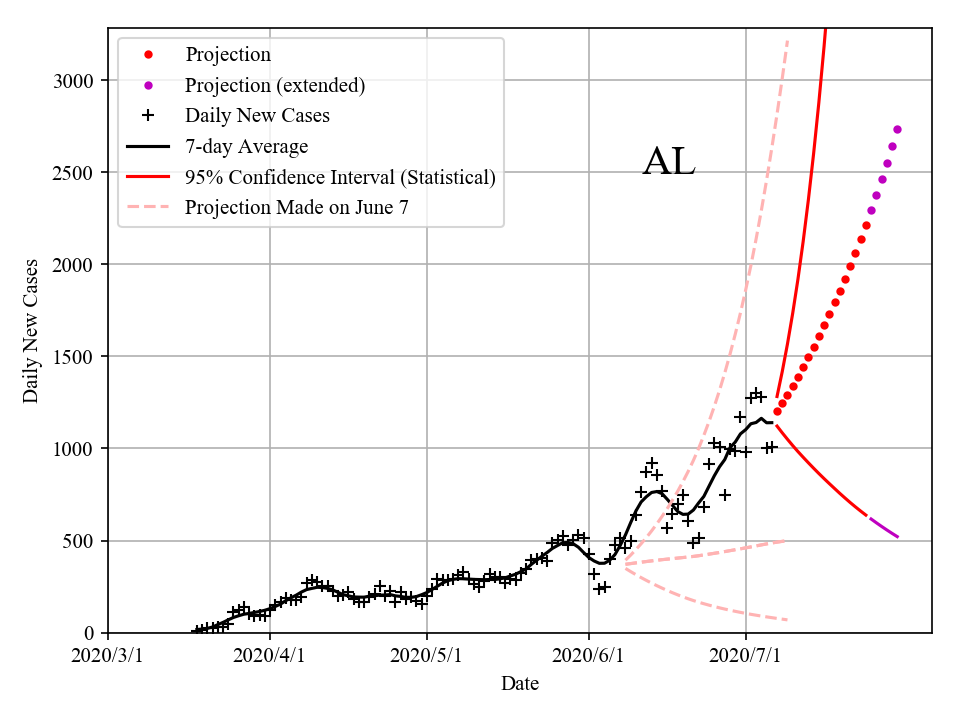 Projection
Projection (extended)
Daily New Cases
7-day Average
95% Confidence Interval (Statistical)
Projection Made on June 7
AL
3000
2500
2000
1500
1000
500
0
Daily New Cases
2020/3/1 2020/4/1 2020/5/1 2020/6/1 2020/7/1
Date